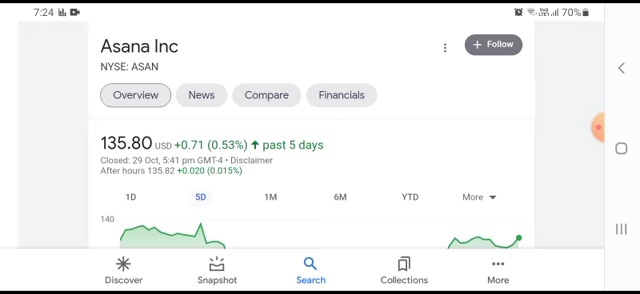 7:24 70%
Asana Inc
+ Follow
NYSE: ASAN
Overview News Compare Financials
135.80 USD +0.71 (0.53%) ↑ past 5 days
Closed: 29 Oct, 5:41 pm GMT-4 • Disclaimer
After hours 135.82 +0.020 (0.015%)
1D 5D 1M 6M YTD More
140
Discover Snapshot Search Collections More